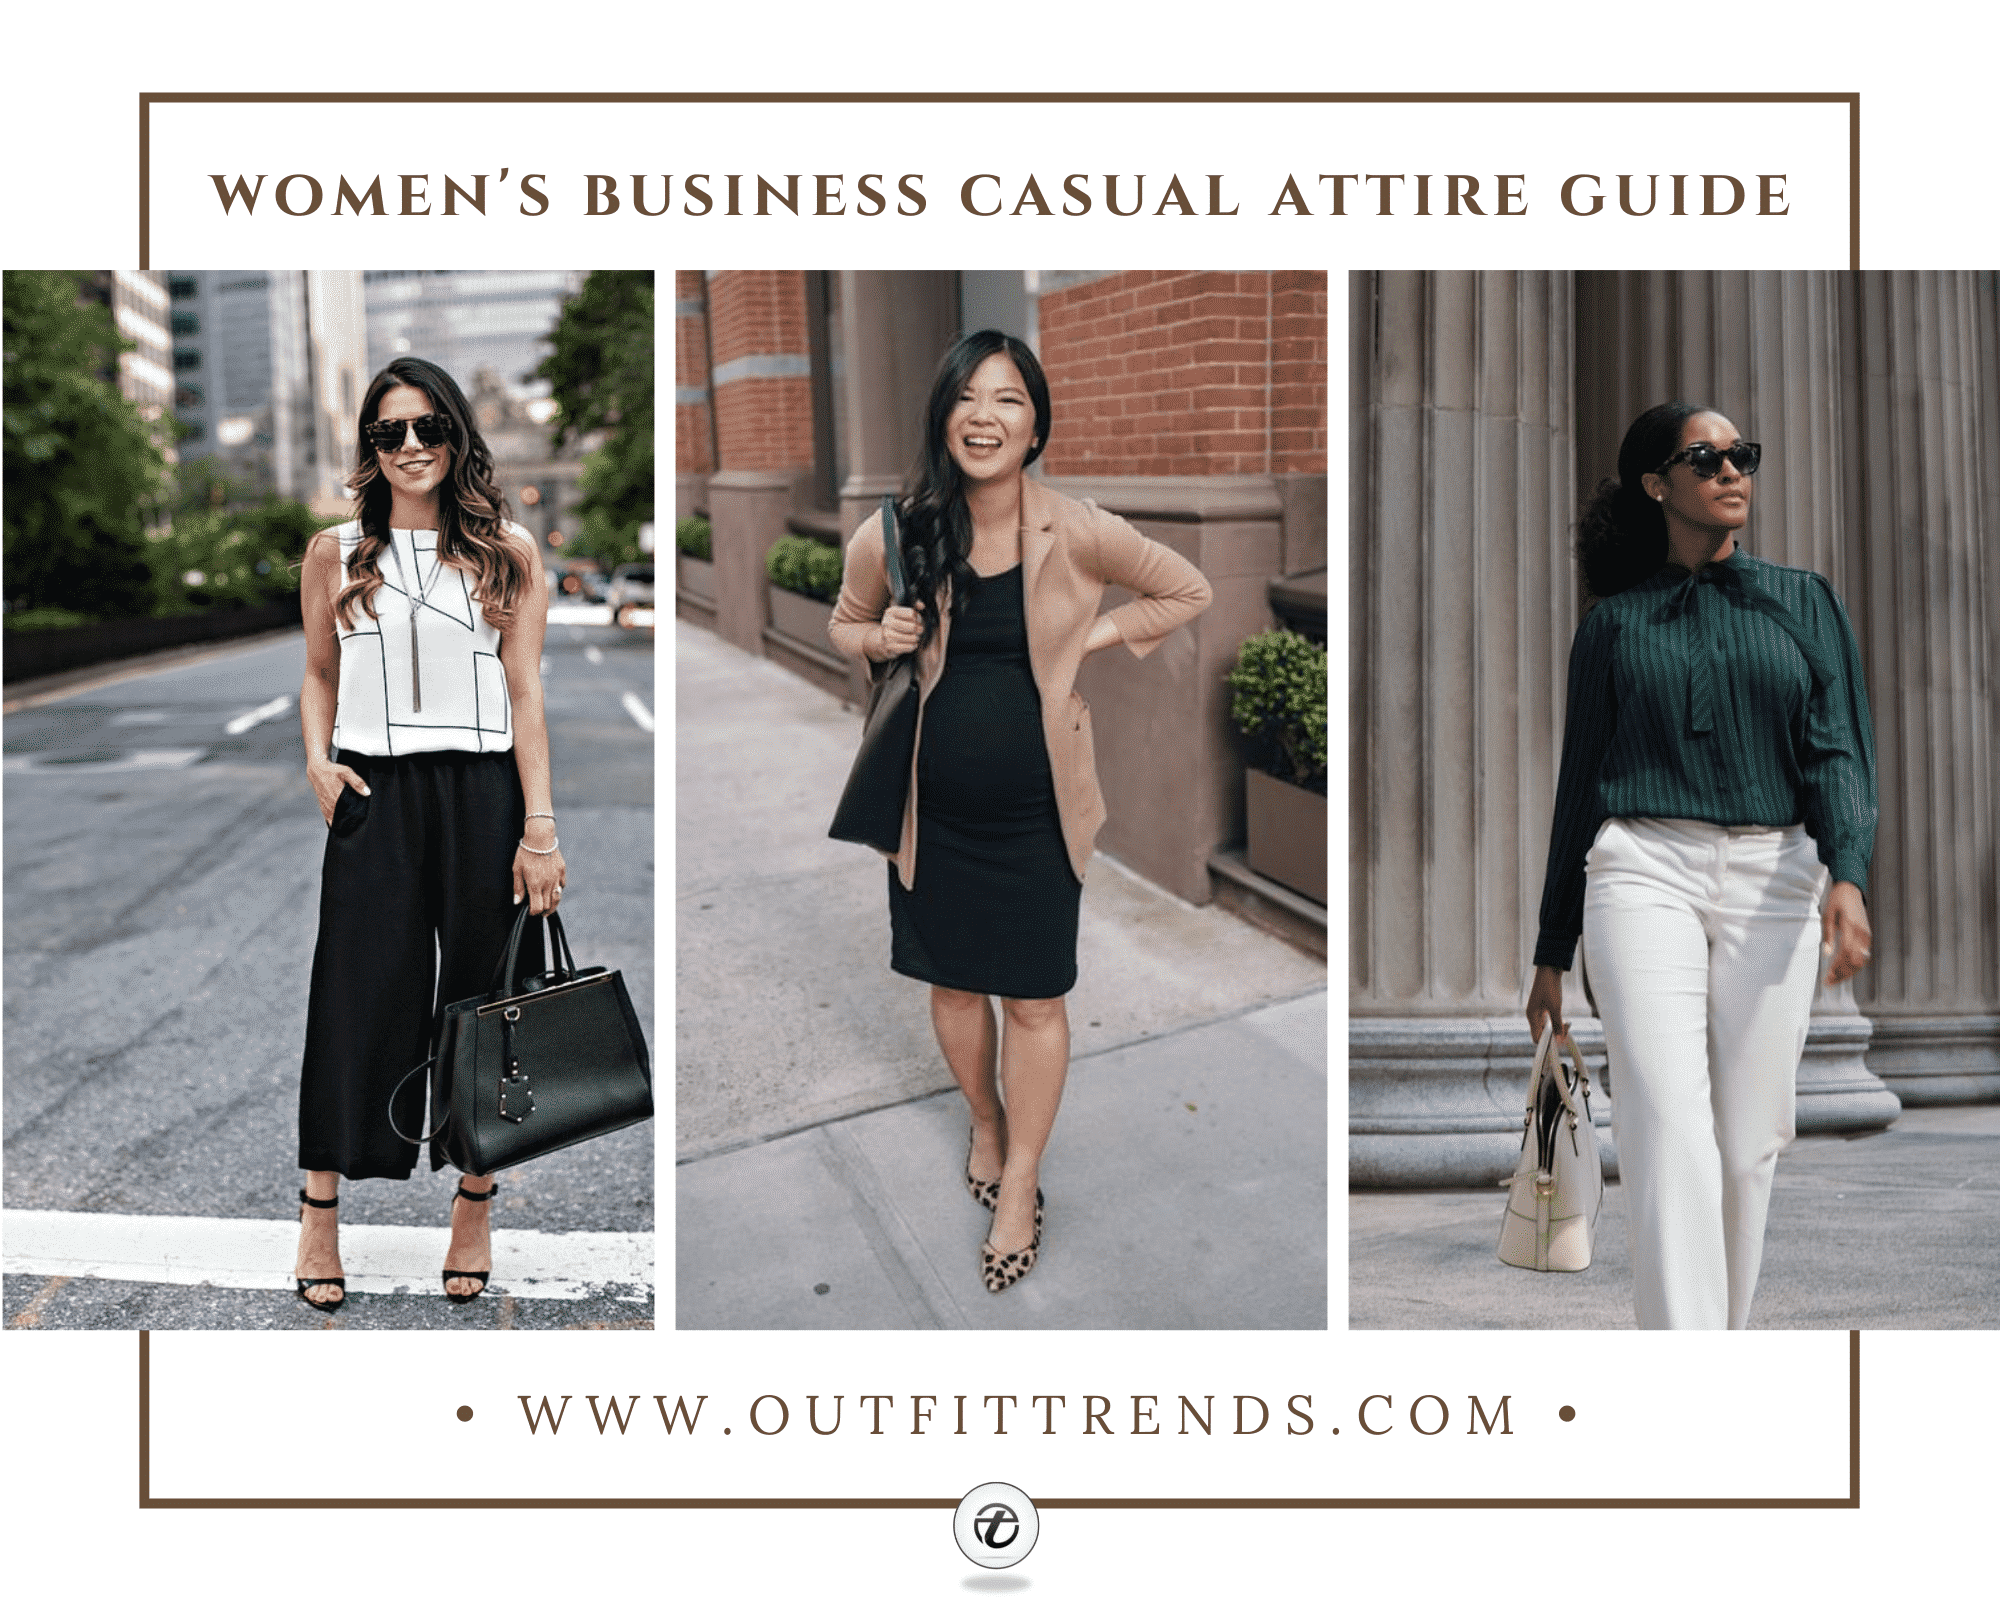 WOMEN'S BUSINESS CASUAL ATTIRE GUIDE
• WWW.OUTFITTRENDS.COM •
t